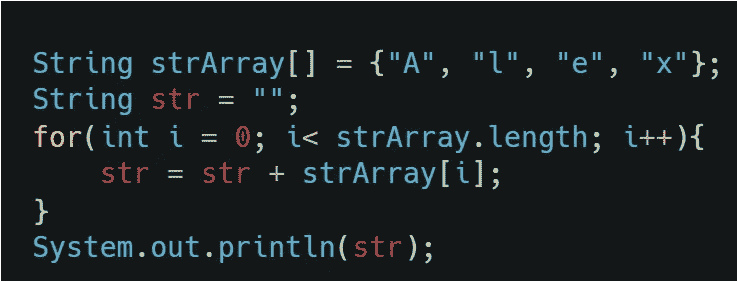 String strArray[] = {"A", "l", "e", "x"};
String str = "";
for(int i = 0; i< strArray.length; i++){
    str = str + strArray[i];
}
System.out.println(str);